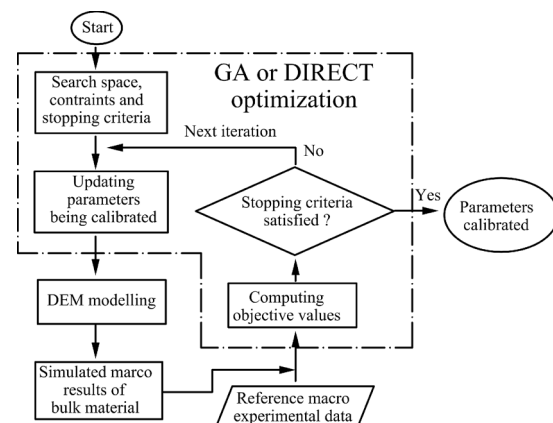 Start
GA or DIRECT
optimization
Search space,
contraints and
stopping criteria
Next iteration
No
Updating
parameters
being calibrated
Stopping criteria
satisfied ?
Yes
Parameters
calibrated
DEM modelling
Computing
objective values
Simulated marco
results of
bulk material
Reference macro
experimental data